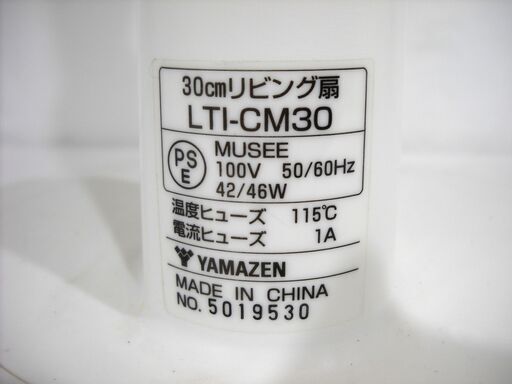 30cmリビング扇
LTI-CM30
PSE
MUSEE
100V 50/60Hz
42/46W
温度ヒューズ 115℃
電流ヒューズ 1A
YAMAZEN
MADE IN CHINA
NO. 5019530